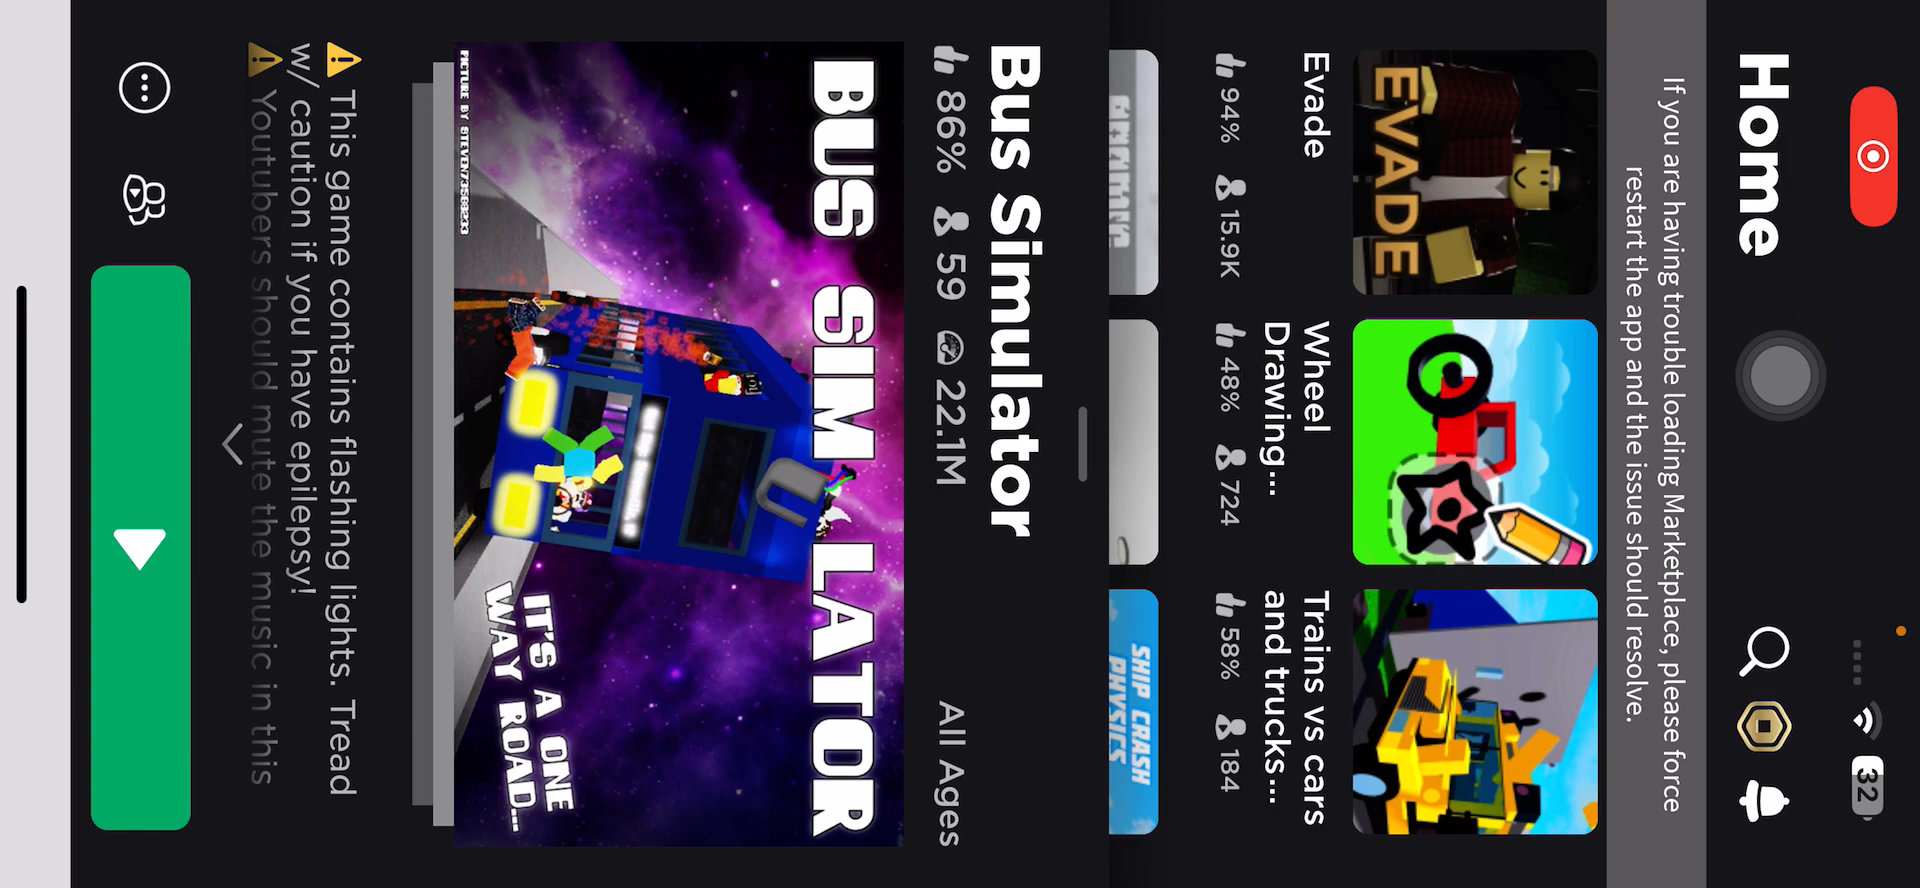 32
Home
If you are having trouble loading Marketplace, please force
restart the app and the issue should resolve.
EVADE
Evade
94% 15.9K
Wheel
Drawing...
48% 724
Trains vs cars
and trucks...
58% 184
SHIP CRASH
PHYSICS
Bus Simulator
86% 59 22.1M All Ages
BUS SIM U LATOR
IT'S A ONE
WAY ROAD...
⚠️ This game contains flashing lights. Tread
w/ caution if you have epilepsy!
⚠️ Youtubers should mute the music in this